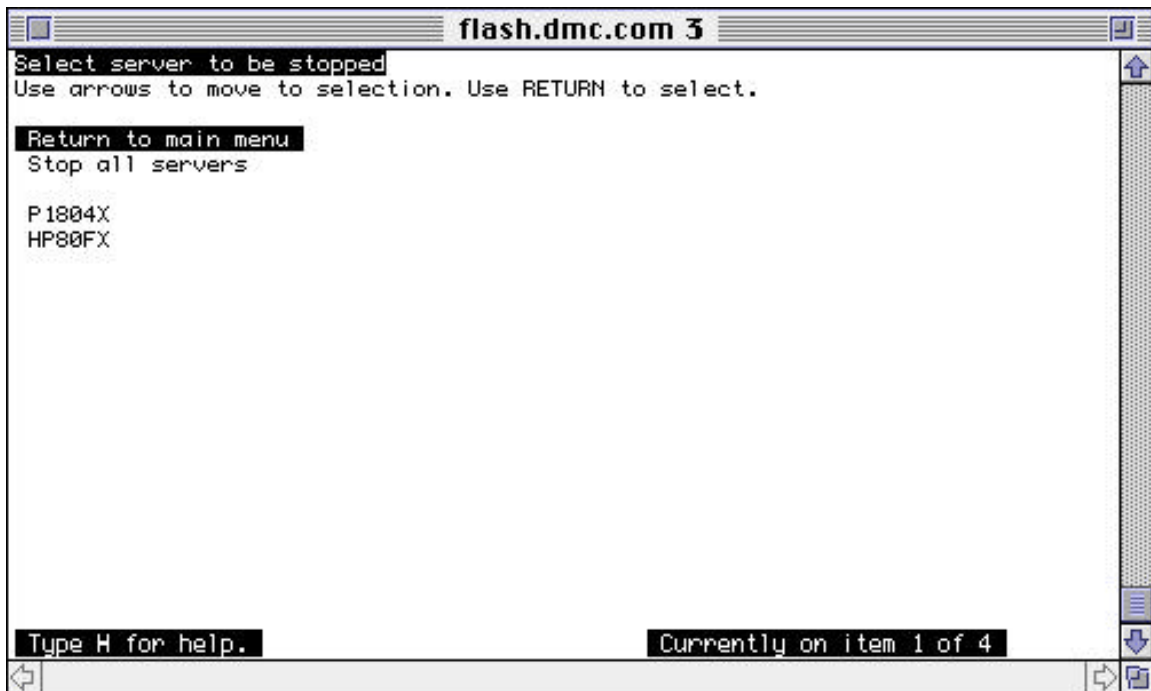 flash.dmc.com 3
Select server to be stopped
Use arrows to move to selection. Use RETURN to select.
Return to main menu
Stop all servers
P1804X
HP80FX
Type H for help.
Currently on item 1 of 4